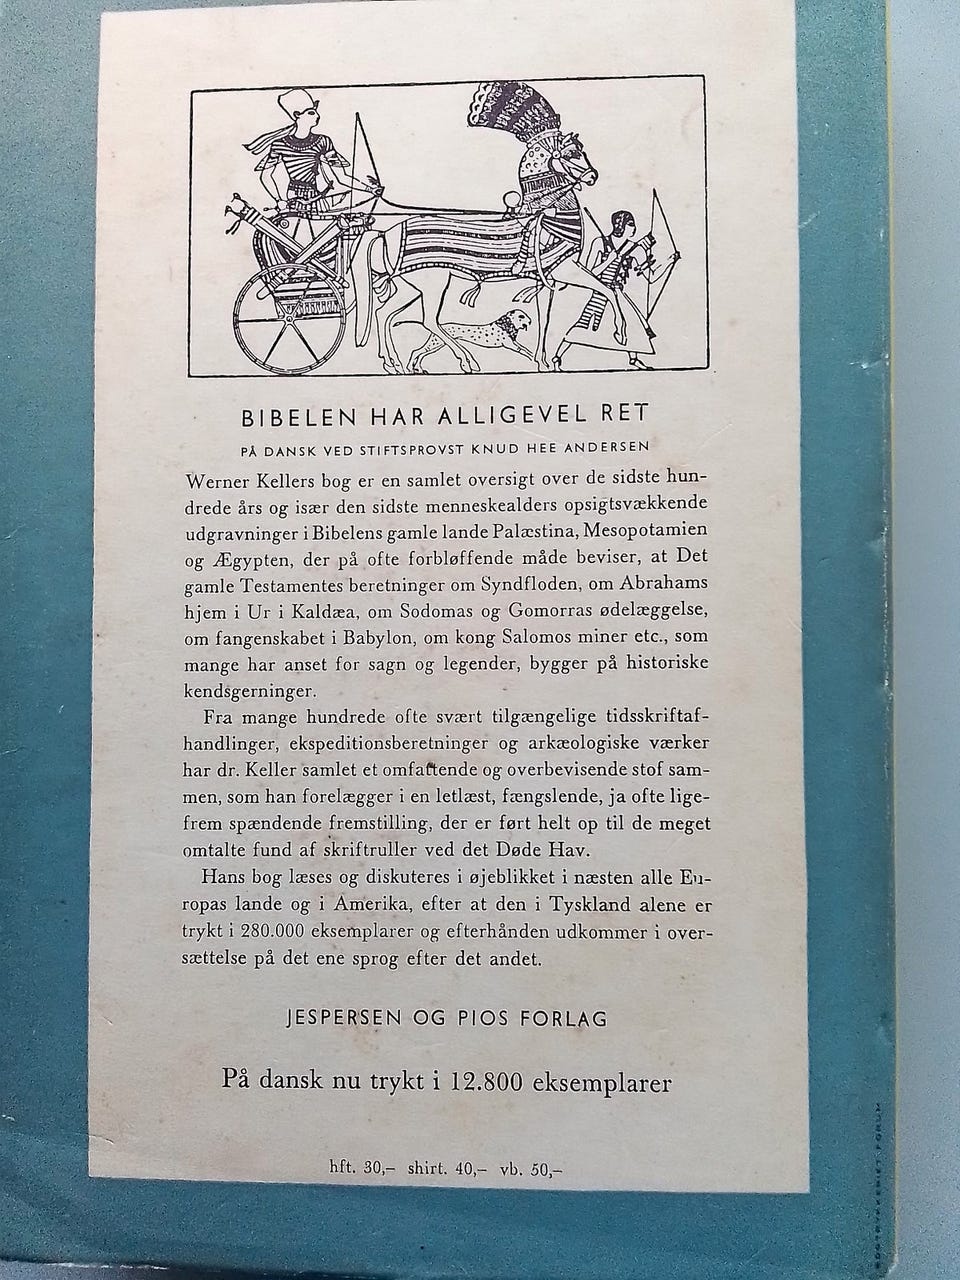 BIBELEN HAR ALLIGEVEL RET
PÅ DANSK VED STIFTSPROVST KNUD HEE ANDERSEN
Werner Kellers bog er en samlet oversigt over de sidste hun-
drede års og især den sidste menneskealders opsigtsvækkende
udgravninger i Bibelens gamle lande Palæstina, Mesopotamien
og Ægypten, der på ofte forbløffende måde beviser, at Det
gamle Testamentes beretninger om Syndfloden, om Abrahams
hjem i Ur i Kaldæa, om Sodomas og Gomorras ødelæggelse,
om fangenskabet i Babylon, om kong Salomos miner etc., som
mange har anset for sagn og legender, bygger på historiske
kendsgerninger.
Fra mange hundrede ofte svært tilgængelige tidsskriftaf-
handlinger, ekspeditionsberetninger og arkæologiske værker
har dr. Keller samlet et omfattende og overbevisende stof sam-
men, som han forelægger i en letlæst, fængslende, ja ofte lige-
frem spændende fremstilling, der er ført helt op til de meget
omtalte fund af skriftruller ved det Døde Hav.
Hans bog læses og diskuteres i øjeblikket i næsten alle Eu-
ropas lande og i Amerika, efter at den i Tyskland alene er
trykt i 280.000 eksemplarer og efterhånden udkommer i over-
sættelse på det ene sprog efter det andet.
JESPERSEN OG PIOS FORLAG
På dansk nu trykt i 12.800 eksemplarer
hft. 30,– shirt. 40,– vb. 50,–
FORUM